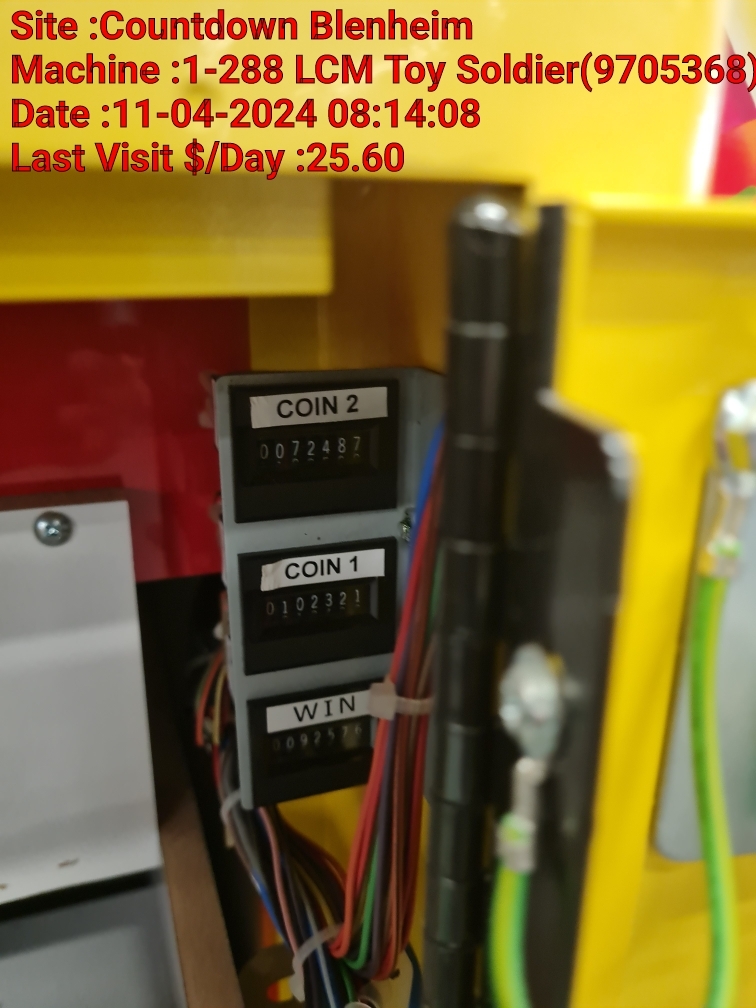 Site :Countdown Blenheim
Machine :1-288 LCM Toy Soldier(9705368)
Date :11-04-2024 08:14:08
Last Visit $/Day :25.60
COIN 2
0072487
COIN 1
0102321
WIN
0092576